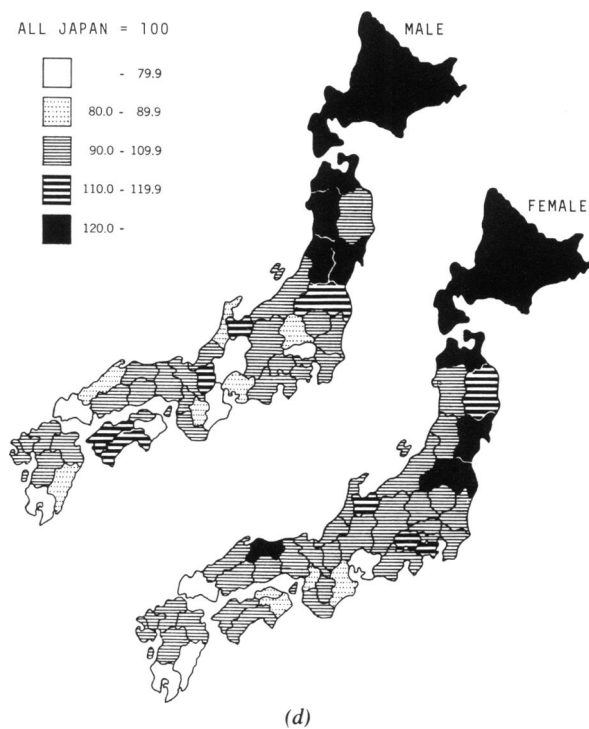 ALL JAPAN = 100
MALE
- 79.9
80.0 - 89.9
90.0 - 109.9
110.0 - 119.9
120.0 -
FEMALE
(d)